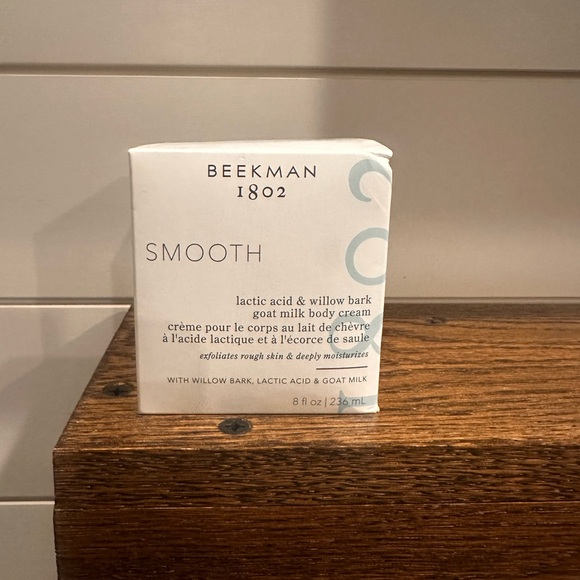 BEEKMAN
1802
SMOOTH
lactic acid & willow bark
goat milk body cream
crème pour le corps au lait de chèvre
à l'acide lactique et à l'écorce de saule
exfoliates rough skin & deeply moisturizes
WITH WILLOW BARK, LACTIC ACID & GOAT MILK
8 fl oz | 236 mL